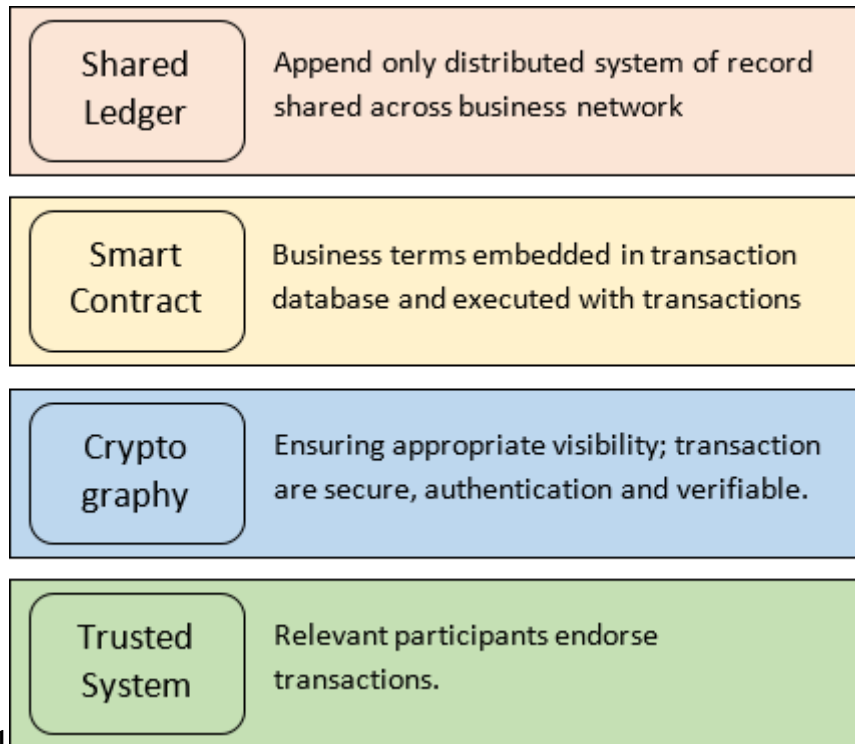 Shared
Ledger
Append only distributed system of record
shared across business network
Smart
Contract
Business terms embedded in transaction
database and executed with transactions
Crypto
graphy
Ensuring appropriate visibility; transaction
are secure, authentication and verifiable.
Trusted
System
Relevant participants endorse
transactions.